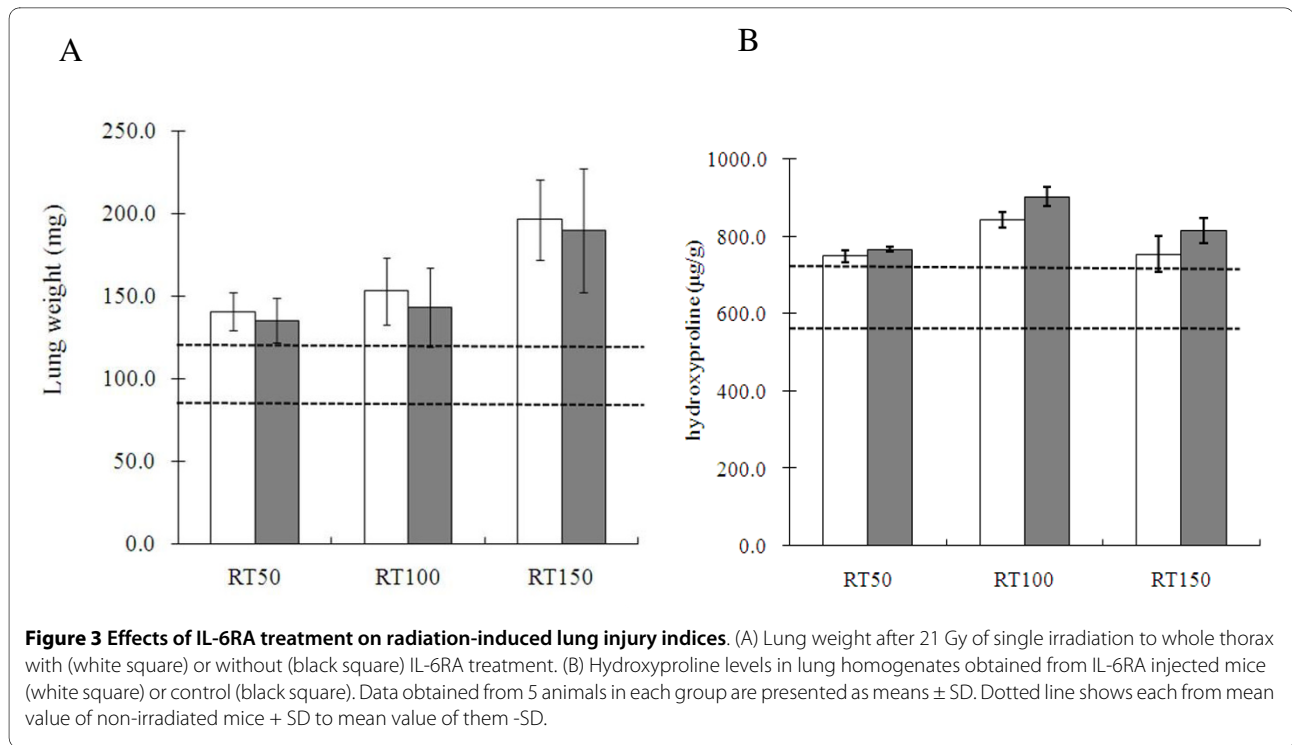 A
Lung weight (mg)
250.0
200.0
150.0
100.0
50.0
0.0
RT50 RT100 RT150
B
hydroxyproline (µg/g)
1000.0
800.0
600.0
400.0
200.0
0.0
RT50 RT100 RT150
Figure 3 Effects of IL-6RA treatment on radiation-induced lung injury indices. (A) Lung weight after 21 Gy of single irradiation to whole thorax
with (white square) or without (black square) IL-6RA treatment. (B) Hydroxyproline levels in lung homogenates obtained from IL-6RA injected mice
(white square) or control (black square). Data obtained from 5 animals in each group are presented as means ± SD. Dotted line shows each from mean
value of non-irradiated mice + SD to mean value of them -SD.